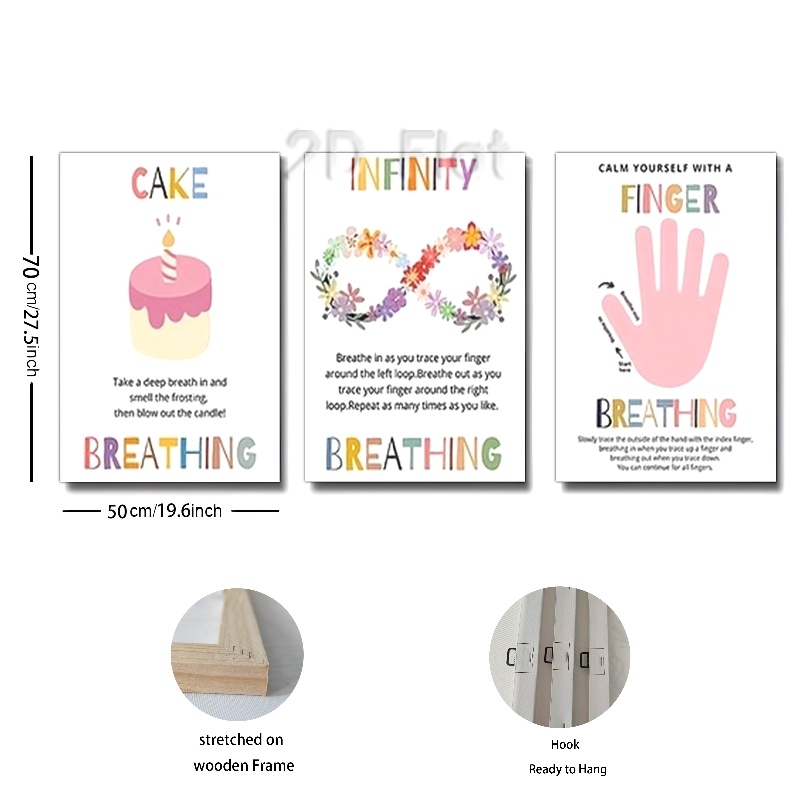 2D Flat
CAKE
Take a deep breath in and
smell the frosting,
then blow out the candle!
BREATHING
INFINITY
Breathe in as you trace your finger
around the left loop.Breathe out as you
trace your finger around the right
loop.Repeat as many times as you like.
BREATHING
CALM YOURSELF WITH A
FINGER
Start
here
BREATHING
Slowly trace the outside of the hand with the index finger,
breathing in when you trace up a finger and
breathing out when you trace down.
You can continue for all fingers.
70 cm/27.5inch
50cm/19.6inch
stretched on
wooden Frame
Hook
Ready to Hang